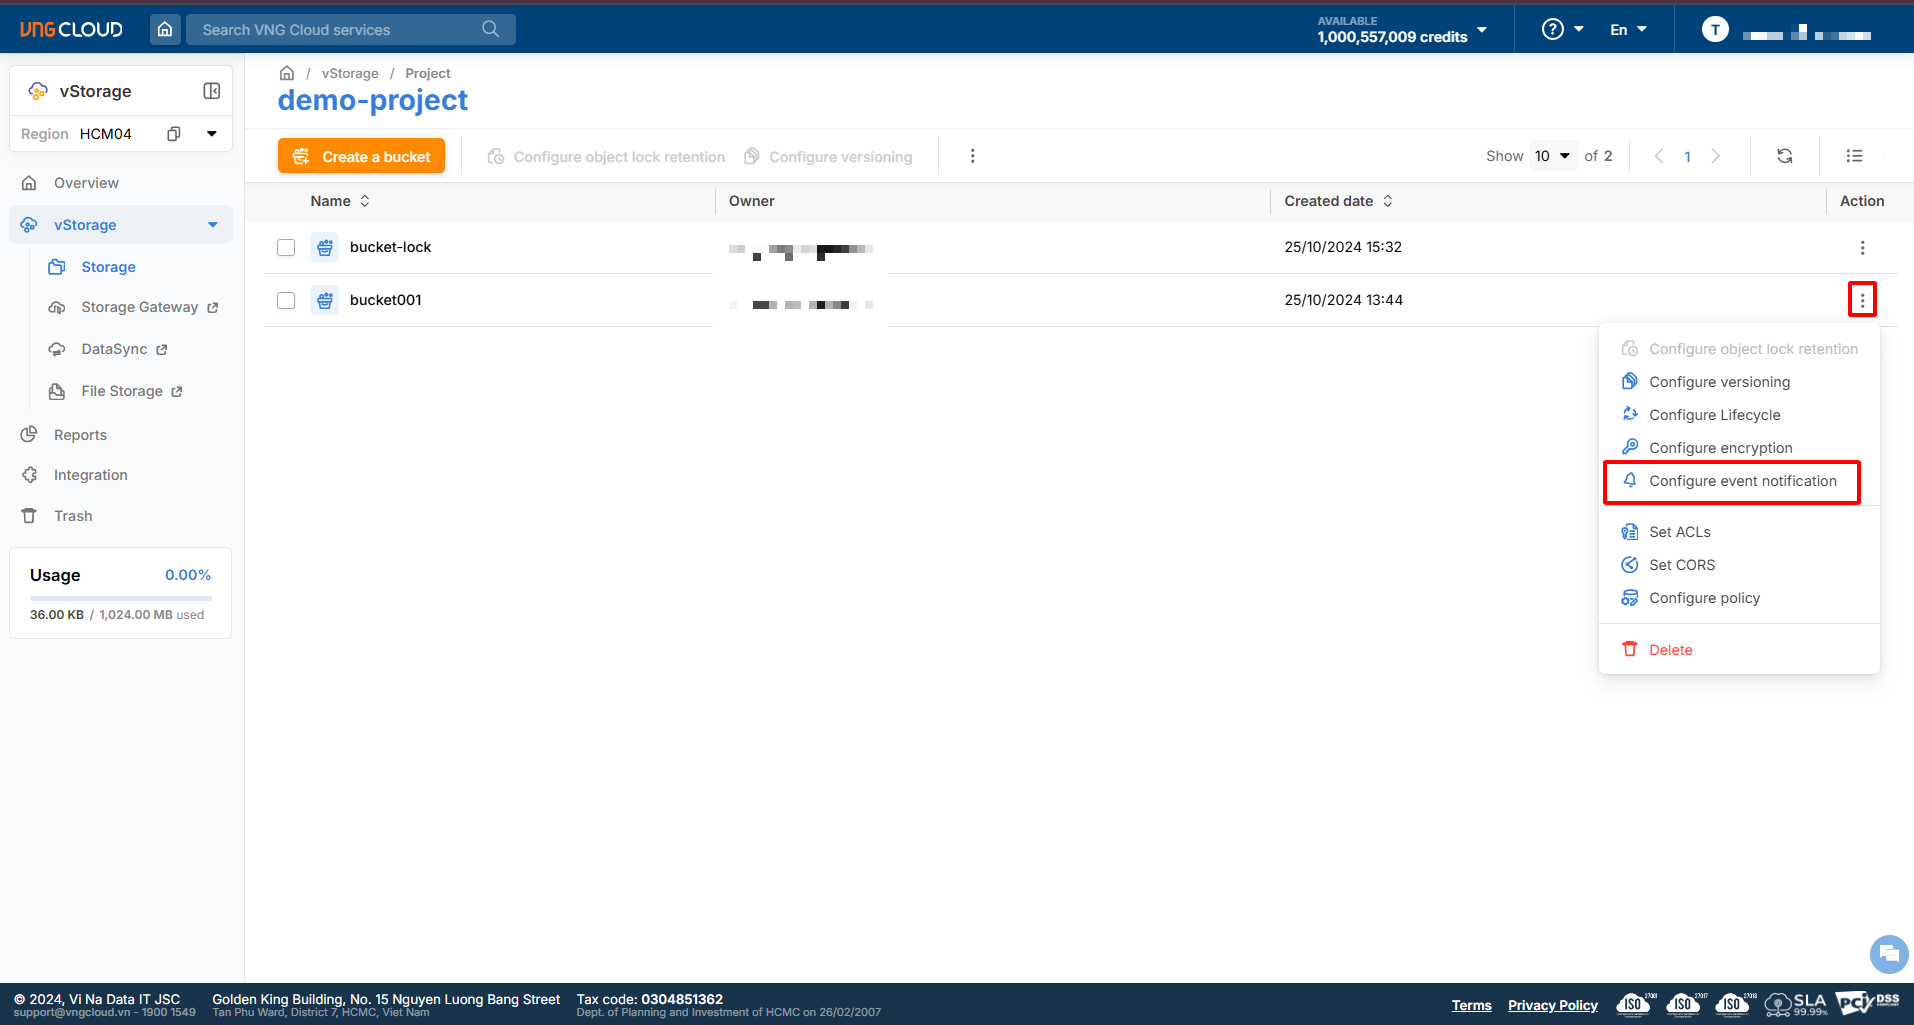 VNG CLOUD
Search VNG Cloud services
AVAILABLE
1,000,557,009 credits
?
En
T
vStorage
Region HCM04
Overview
vStorage
Storage
Storage Gateway
DataSync
File Storage
Reports
Integration
Trash
Usage 0.00%
36.00 KB / 1,024.00 MB used
/ vStorage / Project
demo-project
Create a bucket
Configure object lock retention
Configure versioning
Show 10 of 2
1
Name Owner Created date Action
bucket-lock 25/10/2024 15:32
bucket001 25/10/2024 13:44
Configure object lock retention
Configure versioning
Configure Lifecycle
Configure encryption
Configure event notification
Set ACLs
Set CORS
Configure policy
Delete
© 2024, Vi Na Data IT JSC
support@vngcloud.vn - 1900 1549
Golden King Building, No. 15 Nguyen Luong Bang Street
Tan Phu Ward, District 7, HCMC, Viet Nam
Tax code: 0304851362
Dept. of Planning and Investment of HCMC on 26/02/2007
Terms
Privacy Policy
ISO 27001
ISO 27017
ISO 27018
SLA
99.99%
PCI DSS